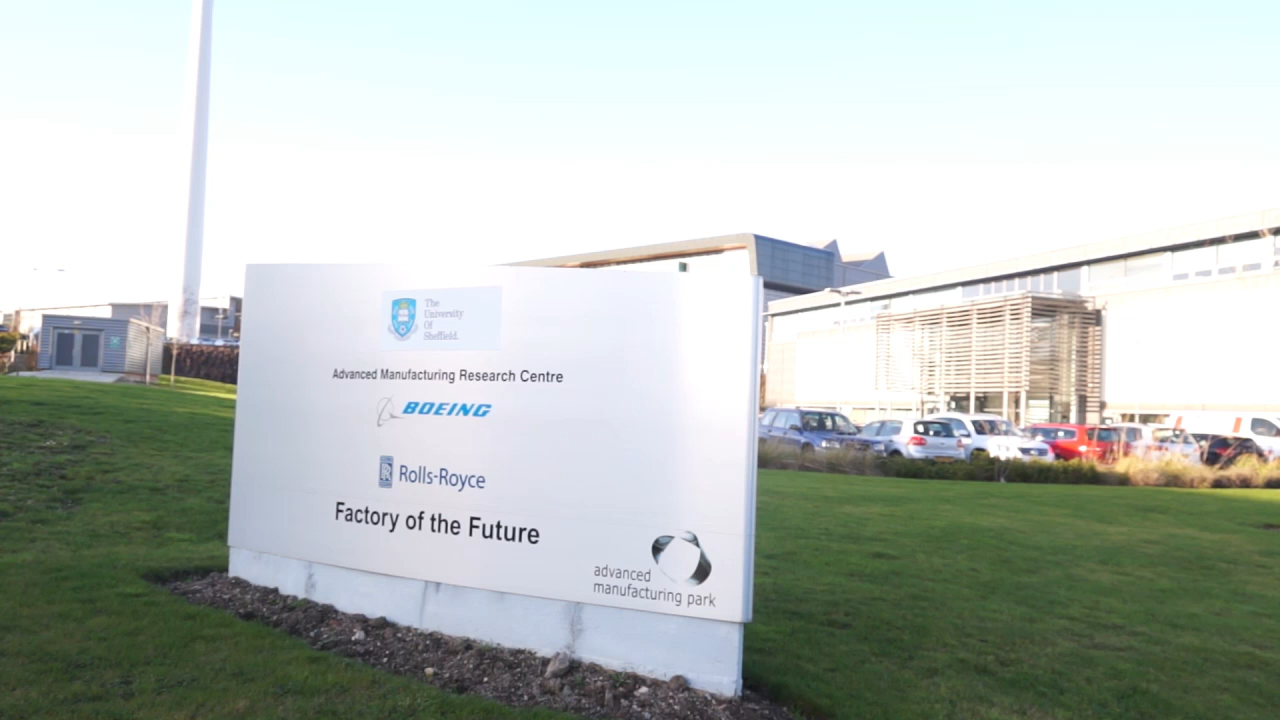 The
University
Of
Sheffield.
Advanced Manufacturing Research Centre
BOEING
Rolls-Royce
Factory of the Future
advanced
manufacturing park